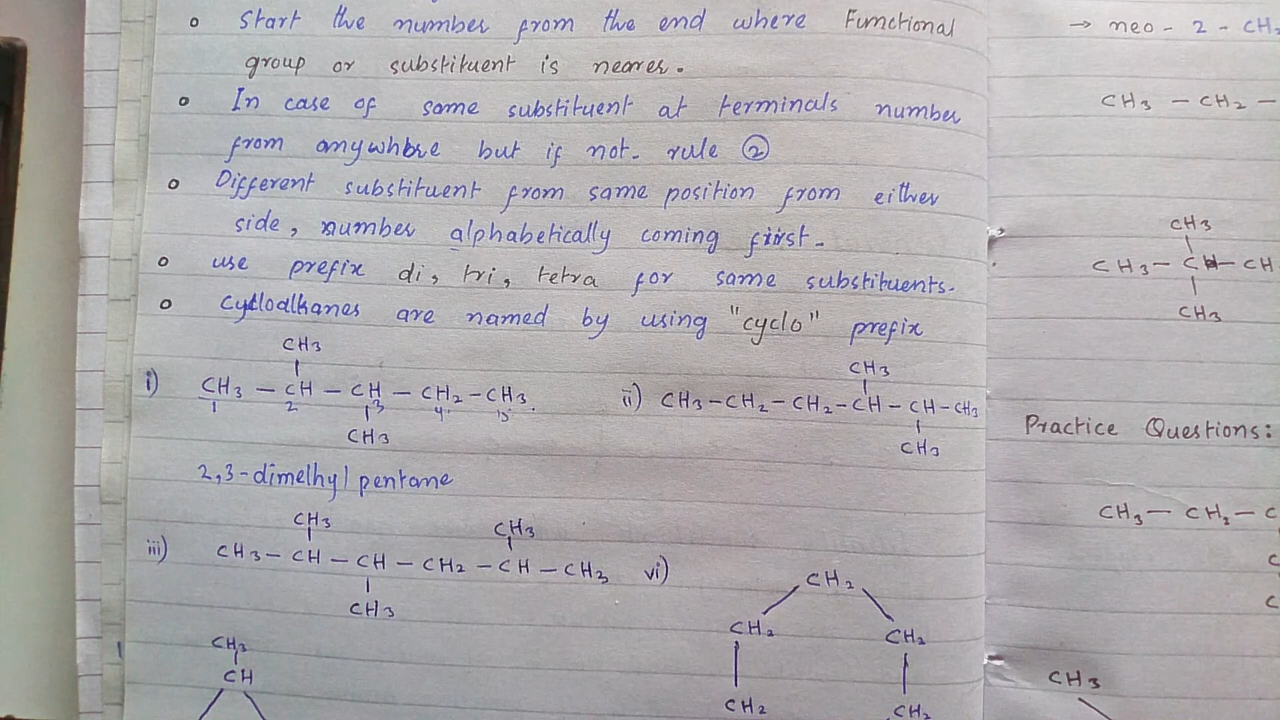 o Start the number from the end where Functional
group or substituent is nearer.
o In case of same substituent at terminals number
from anywhere but if not. rule ②
o Different substituent from same position from either
side, number alphabetically coming first.
o use prefix di, tri, tetra for same substituents.
o Cycloalkanes are named by using "cyclo" prefix
CH3
i) CH3 - CH - CH - CH2 - CH3.
1 2 3 4 5
CH3
CH3
ii) CH3-CH2-CH2-CH-CH-CH3
CH3
2,3-dimethyl pentane
CH3 CH3
iii) CH3-CH-CH-CH2-CH-CH3
CH3
vi) CH2
CH2 CH2
CH2 CH2
CH3
CH
→ neo-2-CH
CH3-CH2-
CH3
CH3-CH-CH
CH3
Practice Questions:
CH3-CH2-C
C
C
CH3